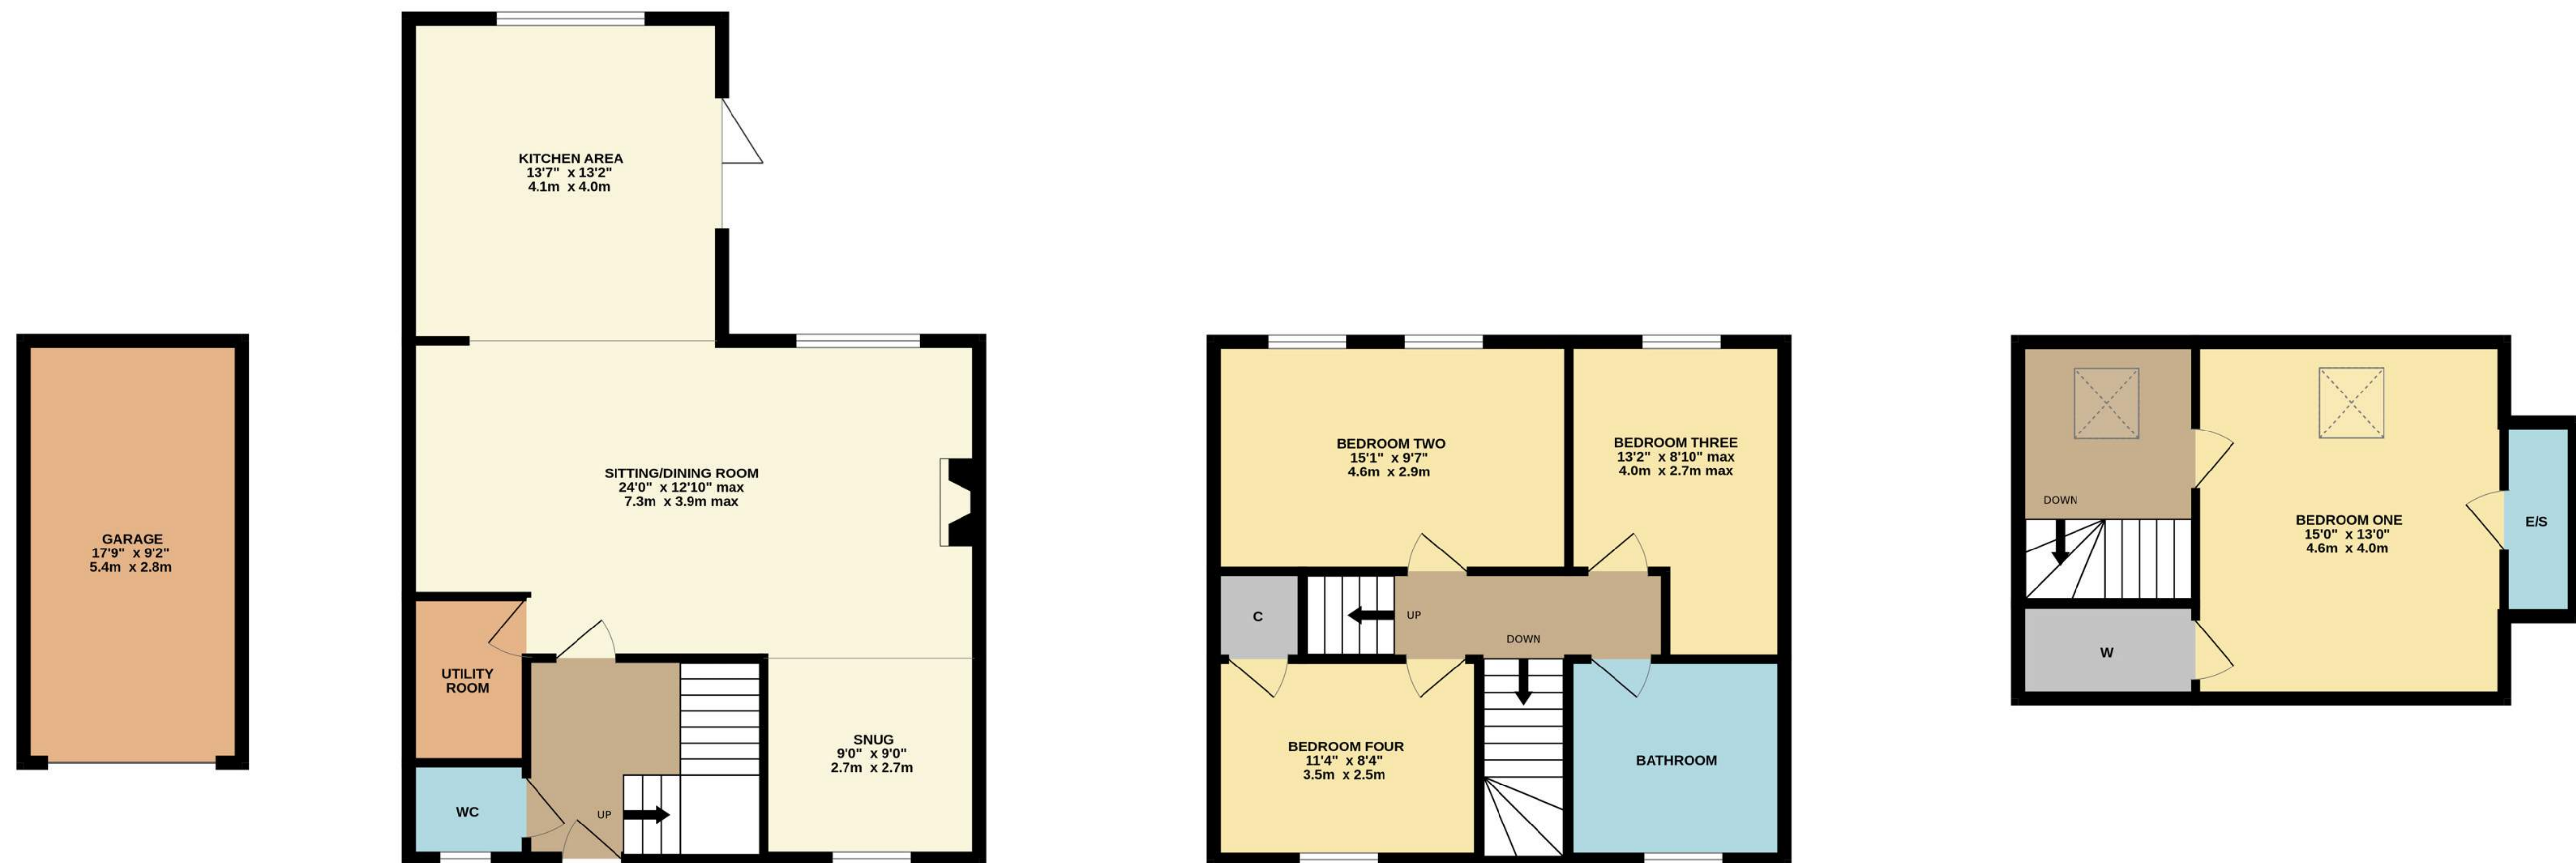 GARAGE
17'9" x 9'2"
5.4m x 2.8m
KITCHEN AREA
13'7" x 13'2"
4.1m x 4.0m
SITTING/DINING ROOM
24'0" x 12'10" max
7.3m x 3.9m max
UTILITY
ROOM
WC
UP
SNUG
9'0" x 9'0"
2.7m x 2.7m
BEDROOM TWO
15'1" x 9'7"
4.6m x 2.9m
BEDROOM THREE
13'2" x 8'10" max
4.0m x 2.7m max
C
UP
DOWN
BEDROOM FOUR
11'4" x 8'4"
3.5m x 2.5m
BATHROOM
DOWN
BEDROOM ONE
15'0" x 13'0"
4.6m x 4.0m
E/S
W